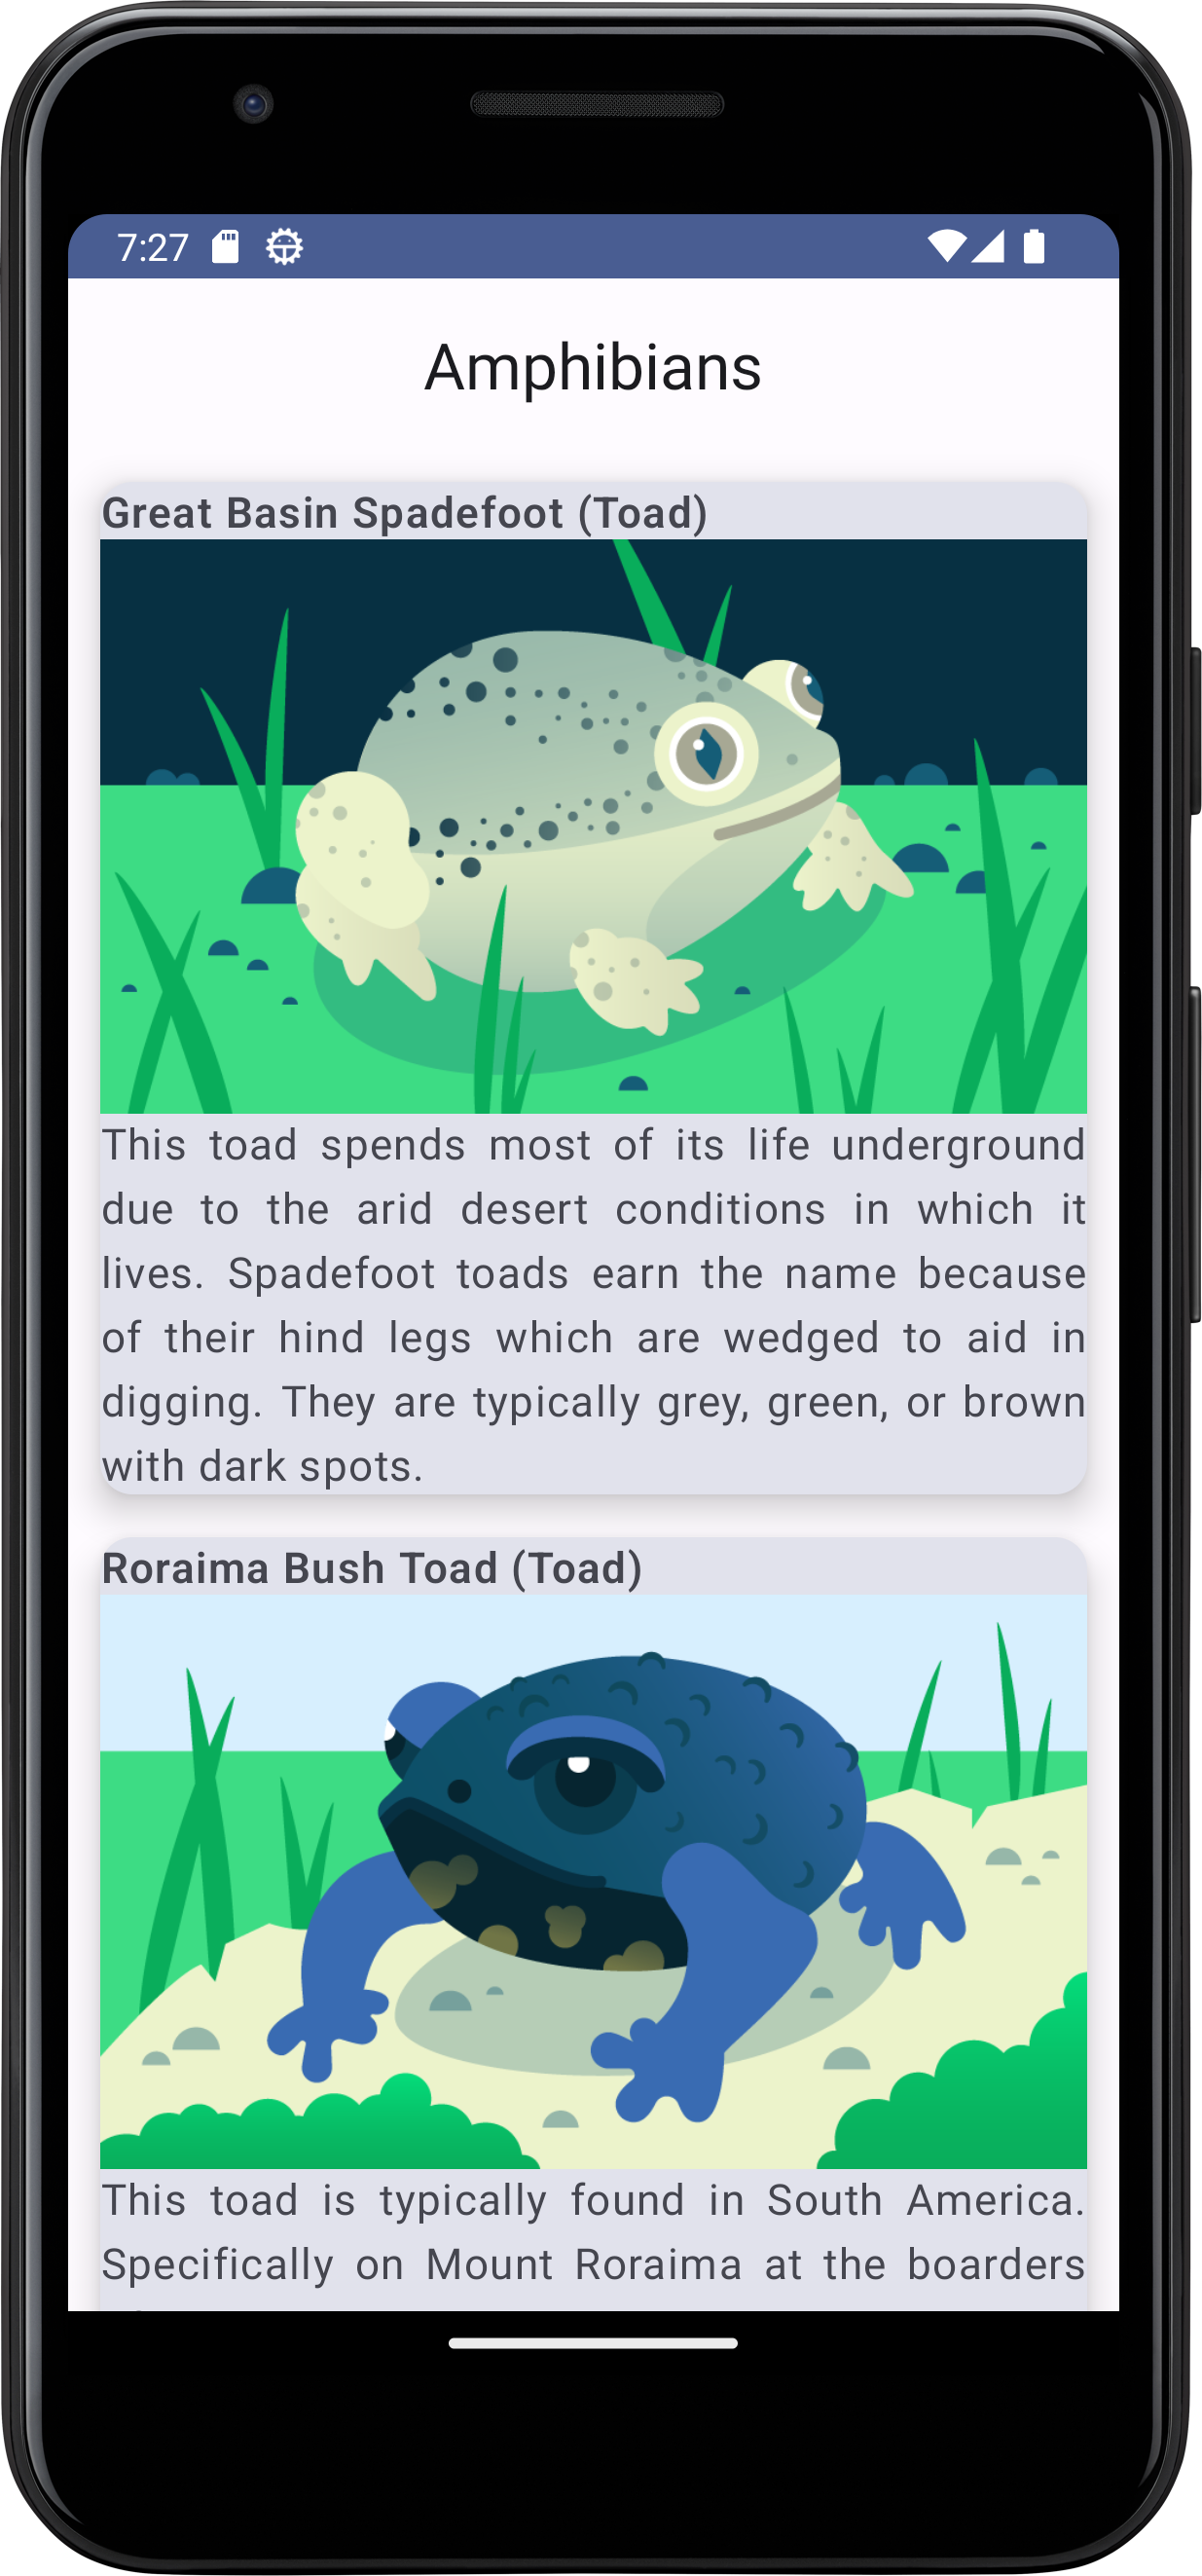 7:27
Amphibians
Great Basin Spadefoot (Toad)
This toad spends most of its life underground
due to the arid desert conditions in which it
lives. Spadefoot toads earn the name because
of their hind legs which are wedged to aid in
digging. They are typically grey, green, or brown
with dark spots.
Roraima Bush Toad (Toad)
This toad is typically found in South America.
Specifically on Mount Roraima at the boarders